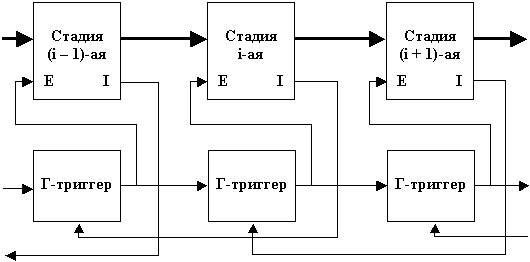 Стадия Стадия Стадия
(i – 1)-ая i-ая (i + 1)-ая
E I E I E I
Г-триггер Г-триггер Г-триггер